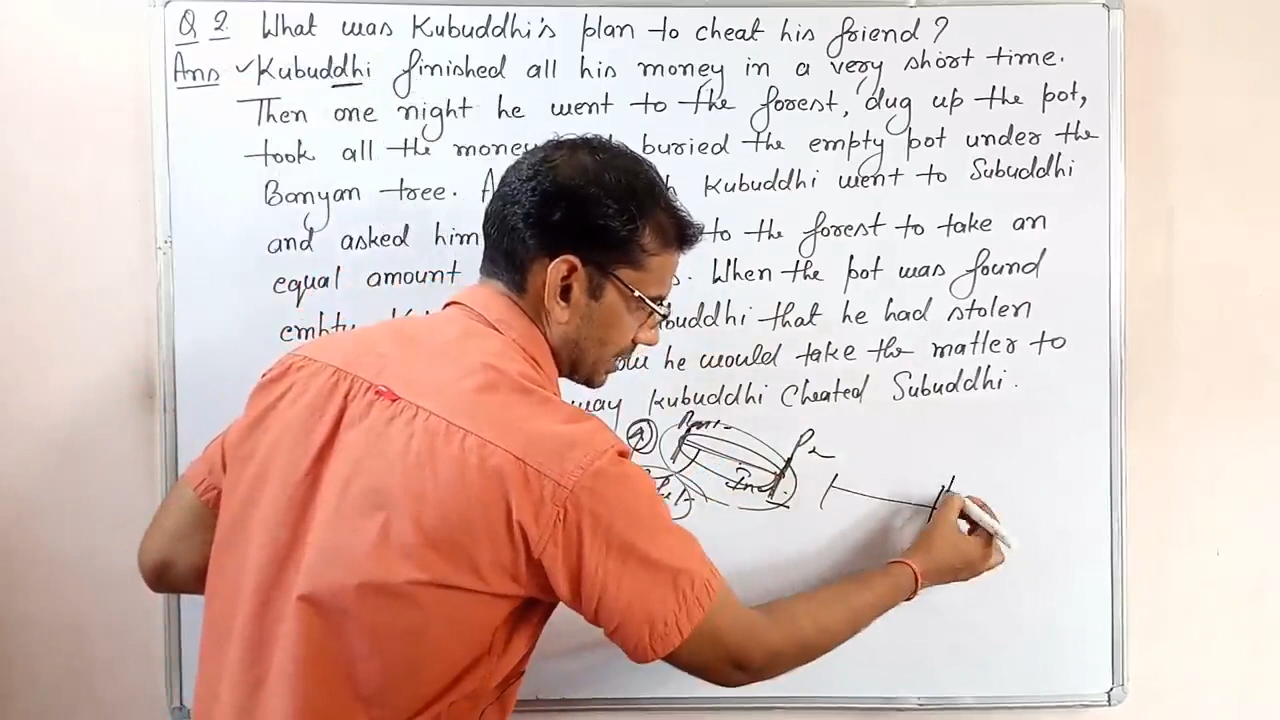 Q 2. What was Kubuddhi's plan to cheat his friend?
Ans Kubuddhi finished all his money in a very short time.
Then one night he went to the forest, dug up the pot,
took all the money buried the empty pot under the
Banyan tree. Kubuddhi went to Subuddhi
and asked him to the forest to take an
equal amount When the pot was found
he had stolen
he would take the matter to
way Kubuddhi Cheated Subuddhi.